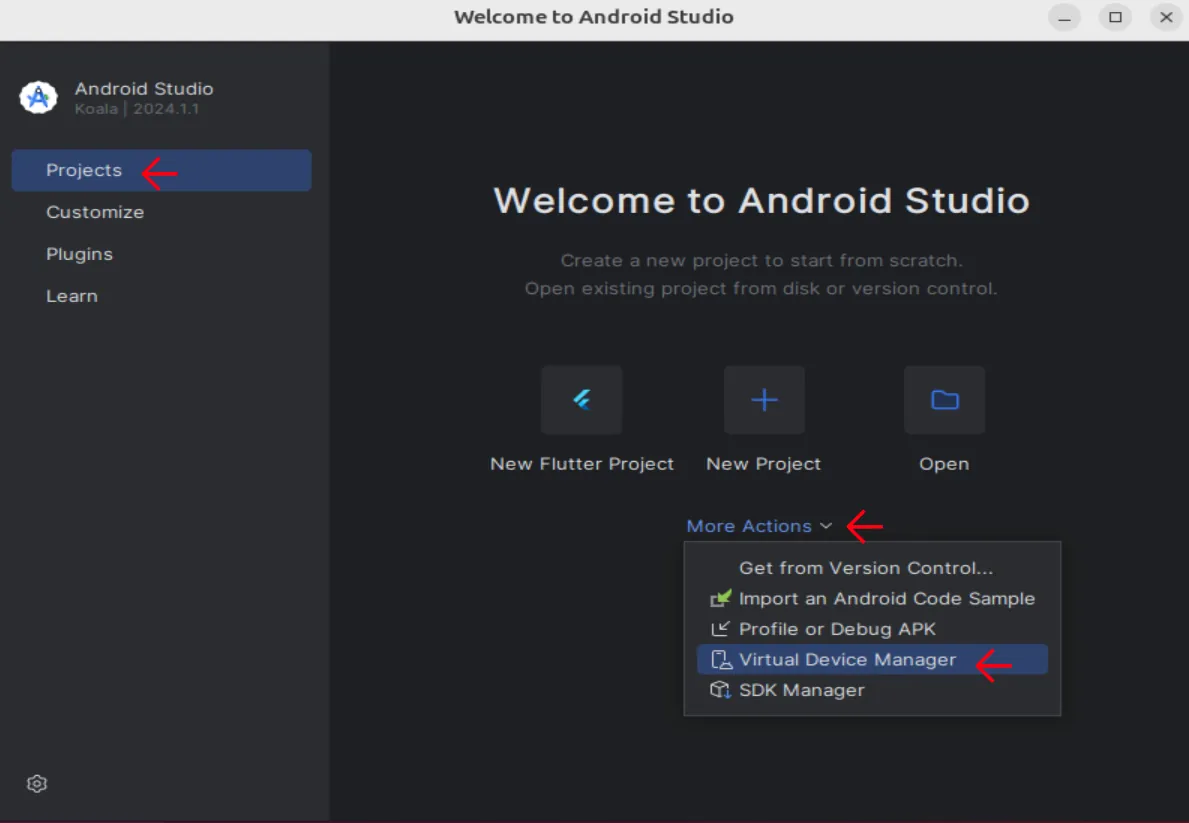 Welcome to Android Studio
Android Studio
Koala | 2024.1.1
Projects
Customize
Plugins
Learn
Welcome to Android Studio
Create a new project to start from scratch.
Open existing project from disk or version control.
New Flutter Project
New Project
Open
More Actions
Get from Version Control...
Import an Android Code Sample
Profile or Debug APK
Virtual Device Manager
SDK Manager